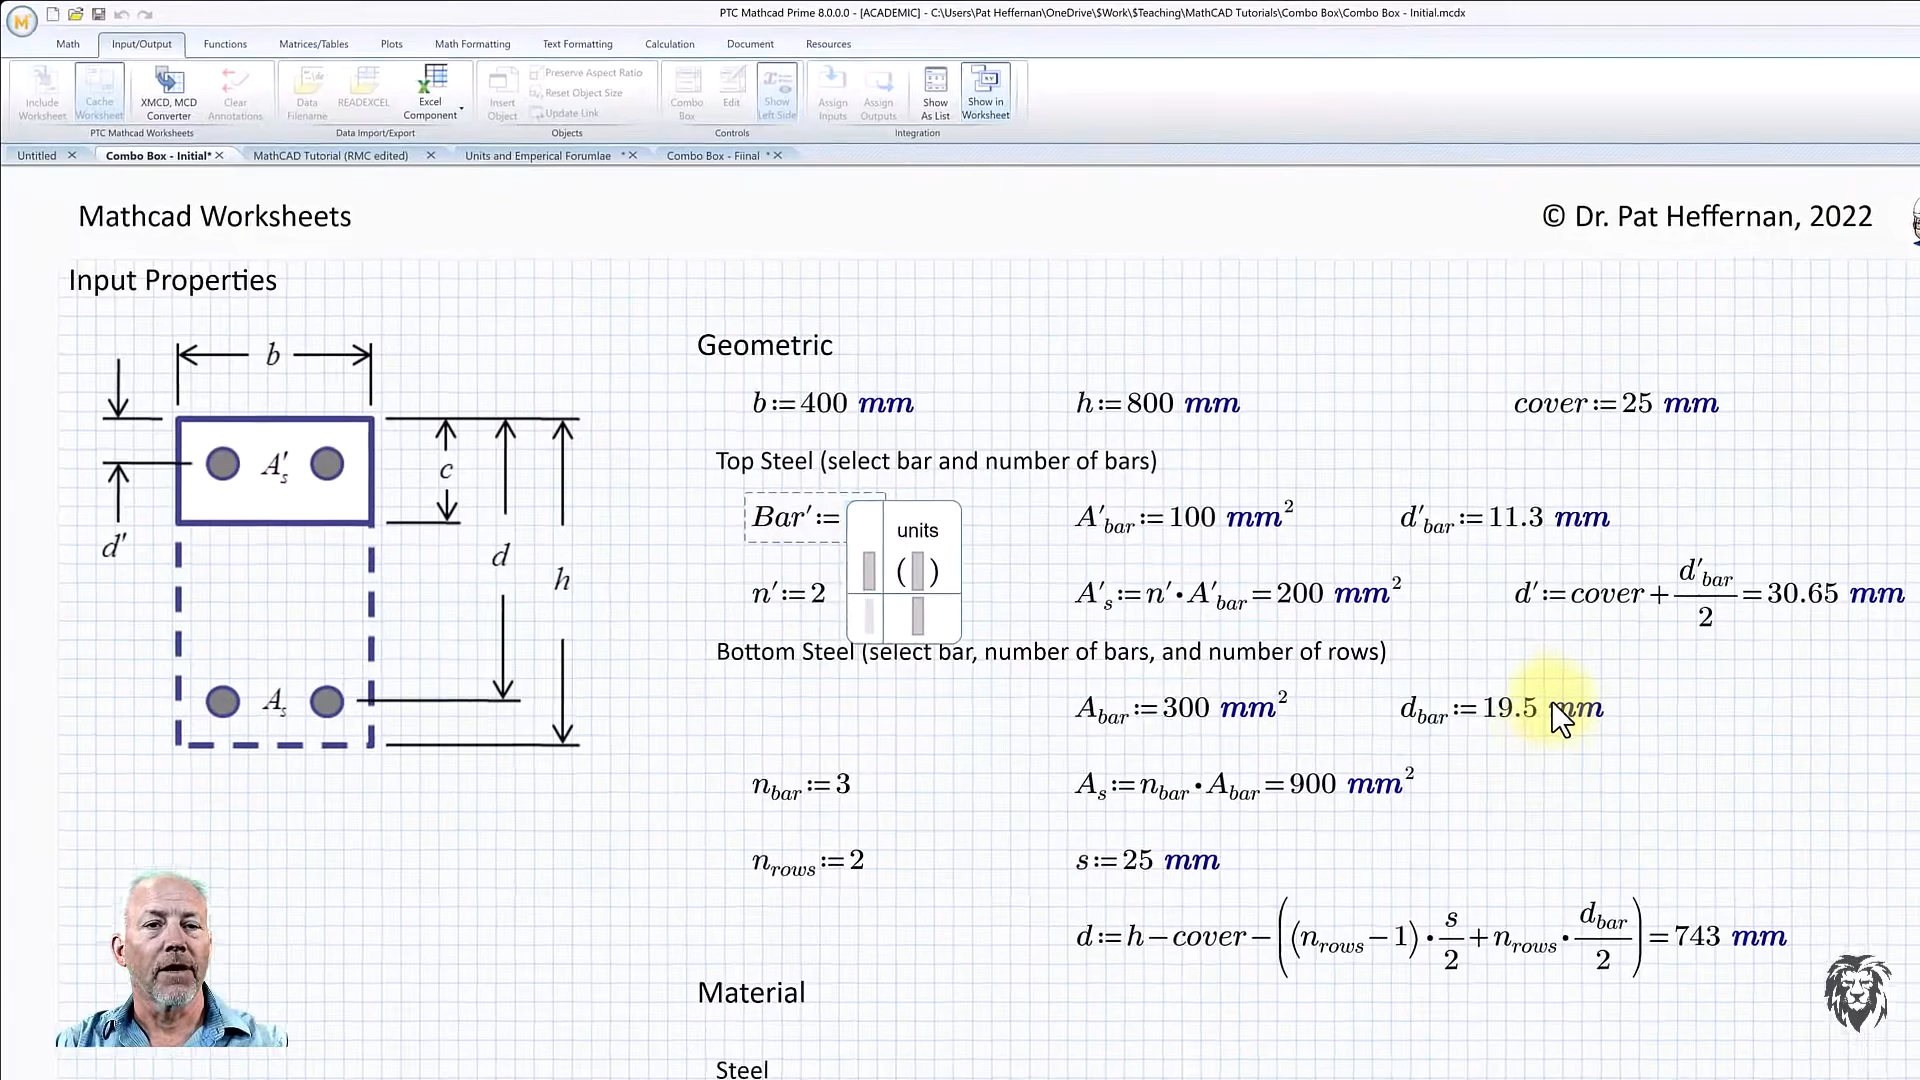 PTC Mathcad Prime 8.0.0.0 - [ACADEMIC] - C:\Users\Pat Heffernan\OneDrive\$Work\$Teaching\MathCAD Tutorials\Combo Box\Combo Box - Initial.mcdx
Math Input/Output Functions Matrices/Tables Plots Math Formatting Text Formatting Calculation Document Resources
Include Worksheet Cache Worksheet XMCD, MCD Converter Clear Annotations Data Filename READEXCEL Excel Component Insert Object Preserve Aspect Ratio Reset Object Size Update Link Combo Box Edit Show Left Side Assign Inputs Assign Outputs Show As List Show in Worksheet
PTC Mathcad Worksheets Data Import/Export Objects Controls Integration
Untitled Combo Box - Initial* MathCAD Tutorial (RMC edited) Units and Emperical Forumlae * Combo Box - Fiinal *
Mathcad Worksheets © Dr. Pat Heffernan, 2022
Input Properties
Geometric
b
b:=400 mm h:=800 mm cover:=25 mm
Top Steel (select bar and number of bars)
A's c
Bar':= A'bar:=100 mm² d'bar:=11.3 mm
units
( )
d' d h
n':=2 A's:=n'·A'bar=200 mm² d':=cover+d'bar/2=30.65 mm
Bottom Steel (select bar, number of bars, and number of rows)
As
Abar:=300 mm² dbar:=19.5 mm
nbar:=3 As:=nbar·Abar=900 mm²
nrows:=2 s:=25 mm
d:=h−cover−((nrows−1)·s/2+nrows·dbar/2)=743 mm
Material
Steel